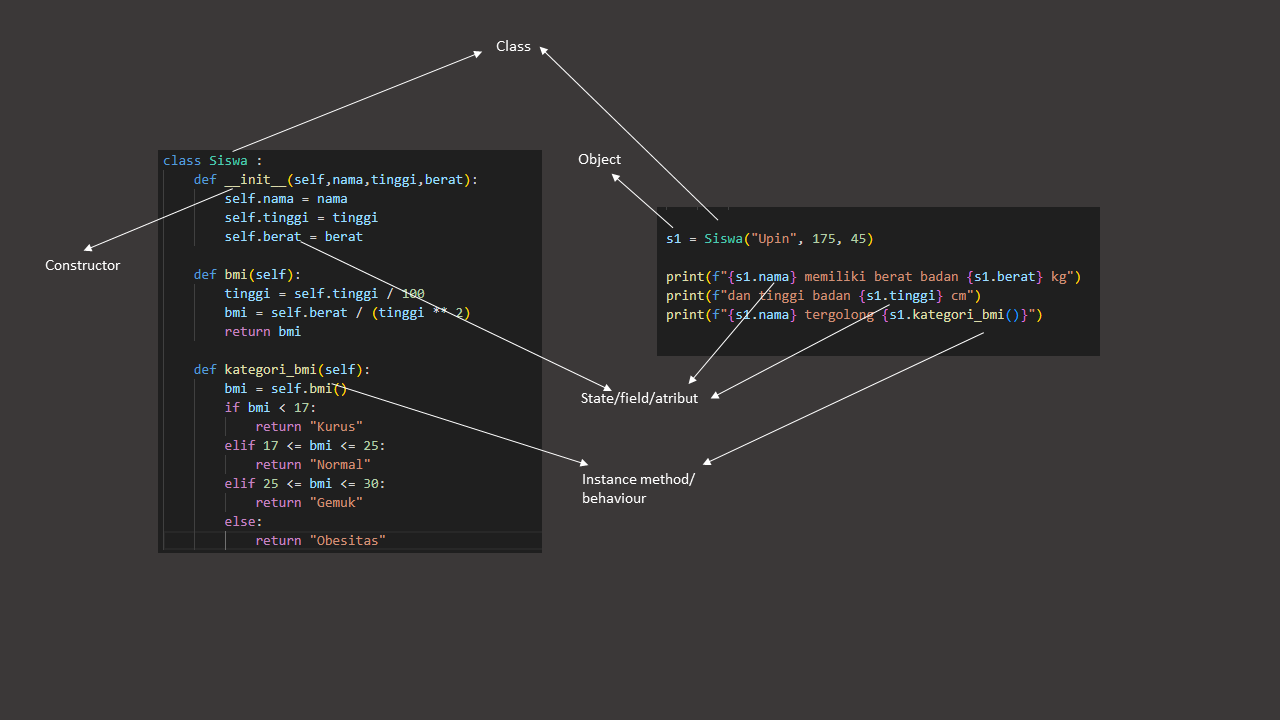 Class
class Siswa :
def __init__(self,nama,tinggi,berat):
self.nama = nama
self.tinggi = tinggi
self.berat = berat
def bmi(self):
tinggi = self.tinggi / 100
bmi = self.berat / (tinggi ** 2)
return bmi
def kategori_bmi(self):
bmi = self.bmi()
if bmi < 17:
return "Kurus"
elif 17 <= bmi <= 25:
return "Normal"
elif 25 <= bmi <= 30:
return "Gemuk"
else:
return "Obesitas"
Constructor
Object
s1 = Siswa("Upin", 175, 45)
print(f"{s1.nama} memiliki berat badan {s1.berat} kg")
print(f"dan tinggi badan {s1.tinggi} cm")
print(f"{s1.nama} tergolong {s1.kategori_bmi()}")
State/field/atribut
Instance method/
behaviour